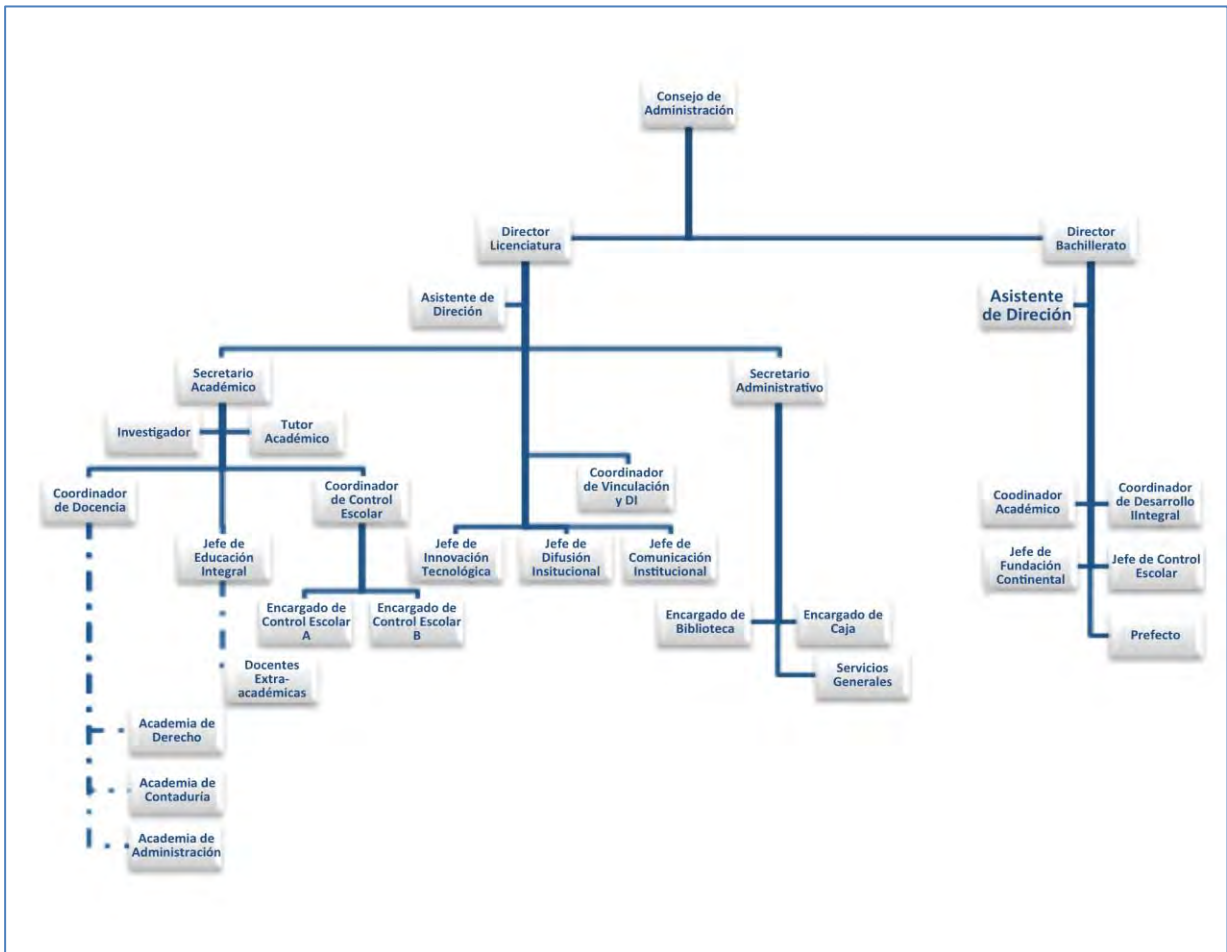 Consejo de
Administración
Director
Licenciatura
Director
Bachillerato
Asistente de
Direción
Asistente
de Direción
Secretario
Académico
Secretario
Administrativo
Investigador
Tutor
Académico
Coordinador
de Docencia
Coordinador
de Control
Escolar
Coordinador
de Vinculación
y DI
Coodinador
Académico
Coordinador
de Desarrollo
IIntegral
Jefe de
Educación
Integral
Jefe de
Innovación
Tecnológica
Jefe de
Difusión
Insitucional
Jefe de
Comunicación
Institucional
Jefe de
Fundación
Continental
Jefe de Control
Escolar
Encargado de
Control Escolar
A
Encargado de
Control Escolar
B
Encargado de
Biblioteca
Encargado de
Caja
Prefecto
Docentes
Extra-
académicas
Servicios
Generales
Academia de
Derecho
Academia de
Contaduría
Academia de
Administración